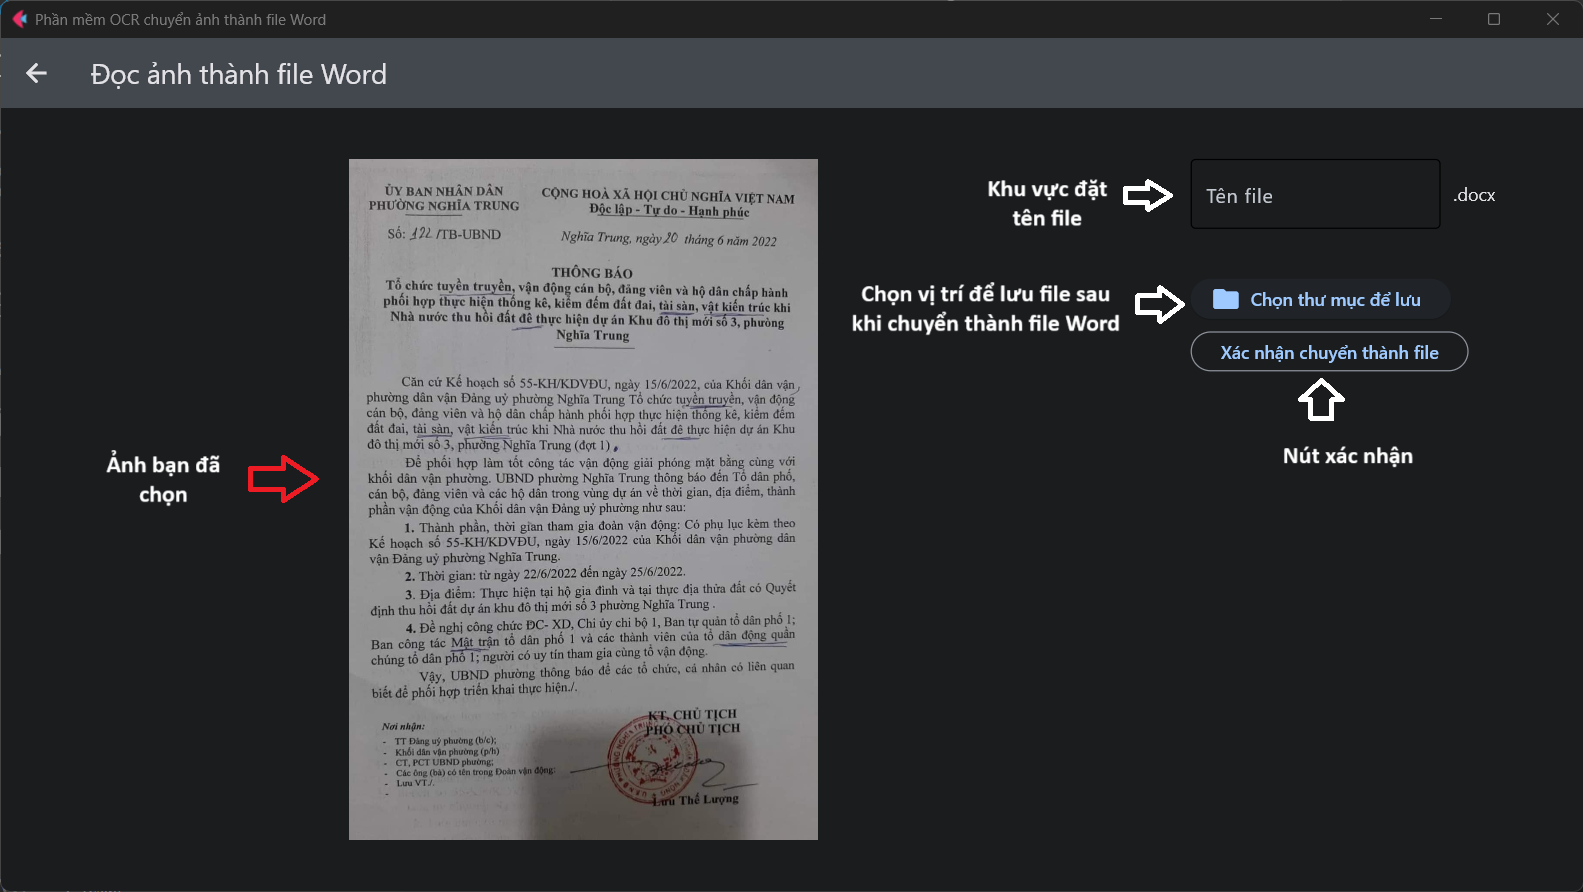 Phần mềm OCR chuyển ảnh thành file Word
Đọc ảnh thành file Word
Ảnh bạn đã
chọn
ỦY BAN NHÂN DÂN
PHƯỜNG NGHĨA TRUNG
CỘNG HOÀ XÃ HỘI CHỦ NGHĨA VIỆT NAM
Độc lập - Tự do - Hạnh phúc
Số: 122 /TB-UBND
Nghĩa Trung, ngày 20 tháng 6 năm 2022
THÔNG BÁO
Tổ chức tuyền truyền, vận động cán bộ, đảng viên và hộ dân chấp hành
phối hợp thực hiện thống kê, kiểm đếm đất đai, tài sàn, vật kiến trúc khi
Nhà nước thu hồi đất đê thực hiện dự án Khu đô thị mới số 3, phường
Nghĩa Trung
Căn cứ Kế hoạch số 55-KH/KDVĐU, ngày 15/6/2022, của Khối dân vận
phường dân vận Đảng uỷ phường Nghĩa Trung Tổ chức tuyền truyền, vận động
cán bộ, đảng viên và hộ dân chấp hành phối hợp thực hiện thống kê, kiểm đếm
đất đai, tài sàn, vật kiến trúc khi Nhà nước thu hồi đất đê thực hiện dự án Khu
đô thị mới số 3, phường Nghĩa Trung (đợt 1)
Để phối hợp làm tốt công tác vận động giải phóng mặt bằng cùng với
khối dân vận phường. UBND phường Nghĩa Trung thông báo đến Tổ dân phố,
cán bộ, đảng viên và các hộ dân trong vùng dự án về thời gian, địa điểm, thành
phần vận động của Khối dân vận Đảng uỷ phường như sau:
1. Thành phần, thời gian tham gia đoàn vận động: Có phụ lục kèm theo
Kế hoạch số 55-KH/KDVĐU, ngày 15/6/2022 của Khối dân vận phường dân
vận Đảng uỷ phường Nghĩa Trung.
2. Thời gian: từ ngày 22/6/2022 đến ngày 25/6/2022.
3. Địa điểm: Thực hiện tại hộ gia đình và tại thực địa thửa đất có Quyết
định thu hồi đất dự án khu đô thị mới số 3 phường Nghĩa Trung .
4. Đề nghị công chức ĐC- XD, Chi ủy chi bộ 1, Ban tự quản tổ dân phố 1;
Ban công tác Mật trận tổ dân phố 1 và các thành viên của tổ dân động quần
chúng tổ dân phố 1; người có uy tín tham gia cùng tổ vận động.
Vậy, UBND phường thông báo để các tổ chức, cá nhân có liên quan
biết để phối hợp triển khai thực hiện./.
Nơi nhận:
- TT Đảng uỷ phường (b/c);
- Khối dân vận phường (p/h)
- CT, PCT UBND phường;
- Các ông (bà) có tên trong Đoàn vận động;
- Lưu VT./.
-
KT. CHỦ TỊCH
PHÓ CHỦ TỊCH
Lưu Thế Lượng
Khu vực đặt
tên file
Tên file
.docx
Chọn vị trí để lưu file sau
khi chuyển thành file Word
Chọn thư mục để lưu
Xác nhận chuyển thành file
Nút xác nhận